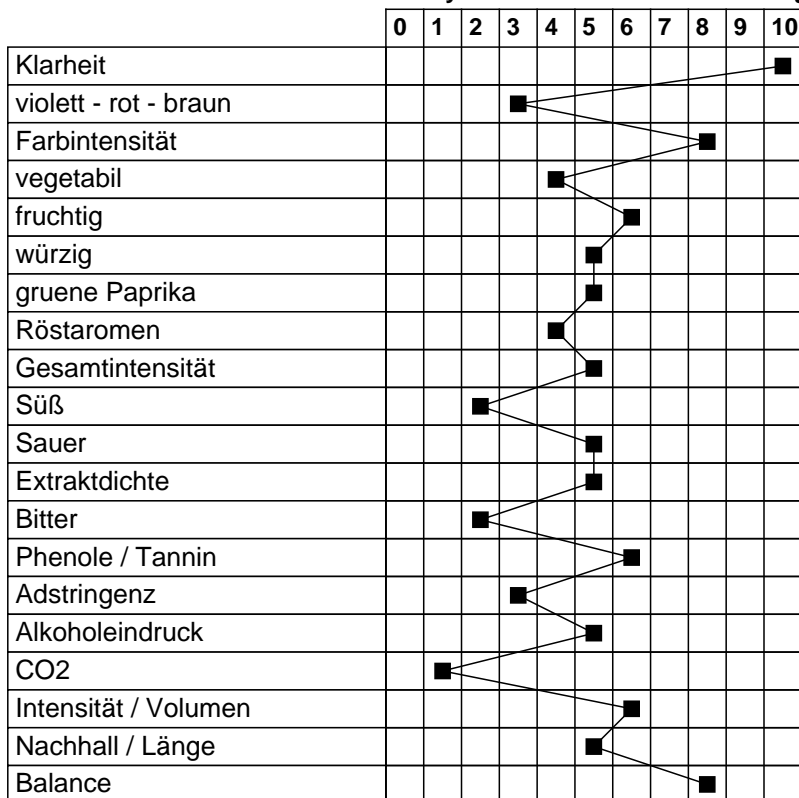 0 1 2 3 4 5 6 7 8 9 10
Klarheit
violett - rot - braun
Farbintensität
vegetabil
fruchtig
würzig
gruene Paprika
Röstaromen
Gesamtintensität
Süß
Sauer
Extraktdichte
Bitter
Phenole / Tannin
Adstringenz
Alkoholeindruck
CO2
Intensität / Volumen
Nachhall / Länge
Balance